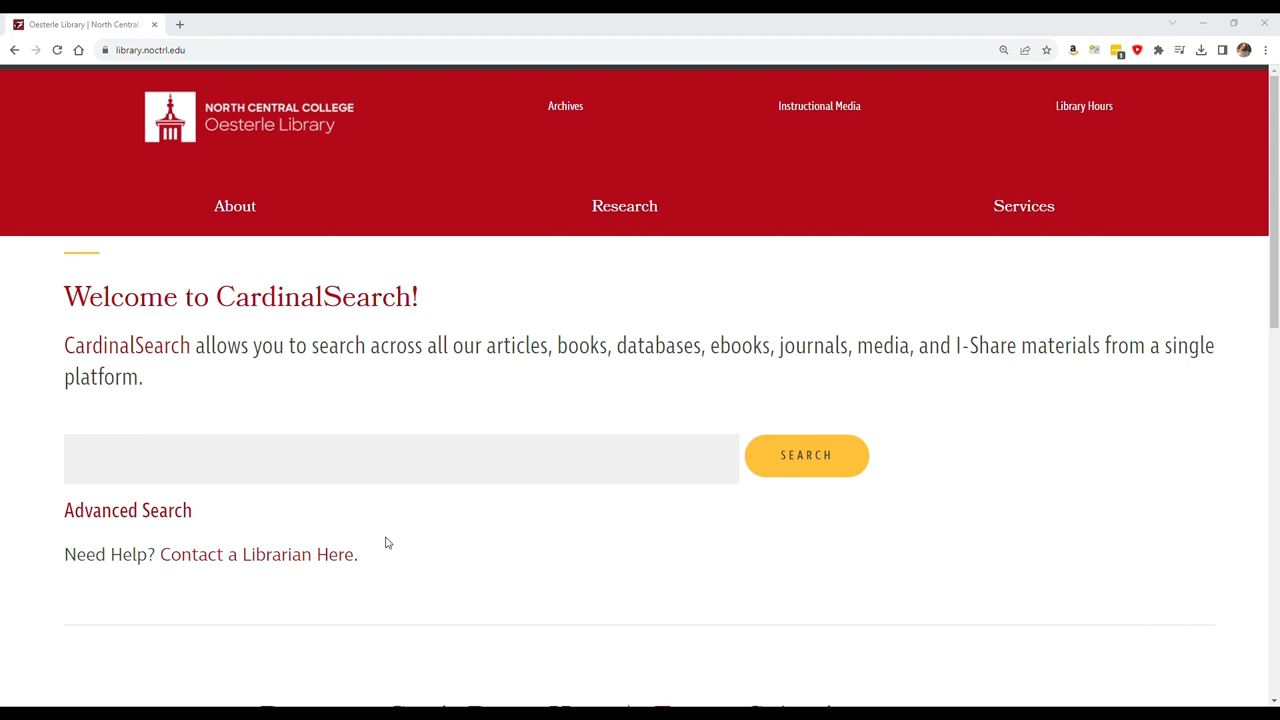 Oesterle Library | North Central
library.noctrl.edu
1
NORTH CENTRAL COLLEGE
Oesterle Library
Archives
Instructional Media
Library Hours
About
Research
Services
Welcome to CardinalSearch!
CardinalSearch allows you to search across all our articles, books, databases, ebooks, journals, media, and I-Share materials from a single
platform.
SEARCH
Advanced Search
Need Help? Contact a Librarian Here.